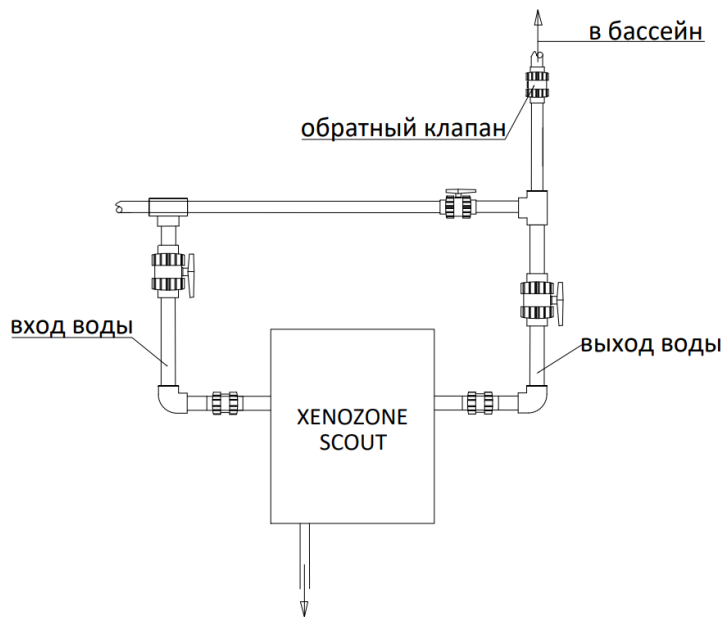 в бассейн
обратный клапан
вход воды
выход воды
XENOZONE
SCOUT